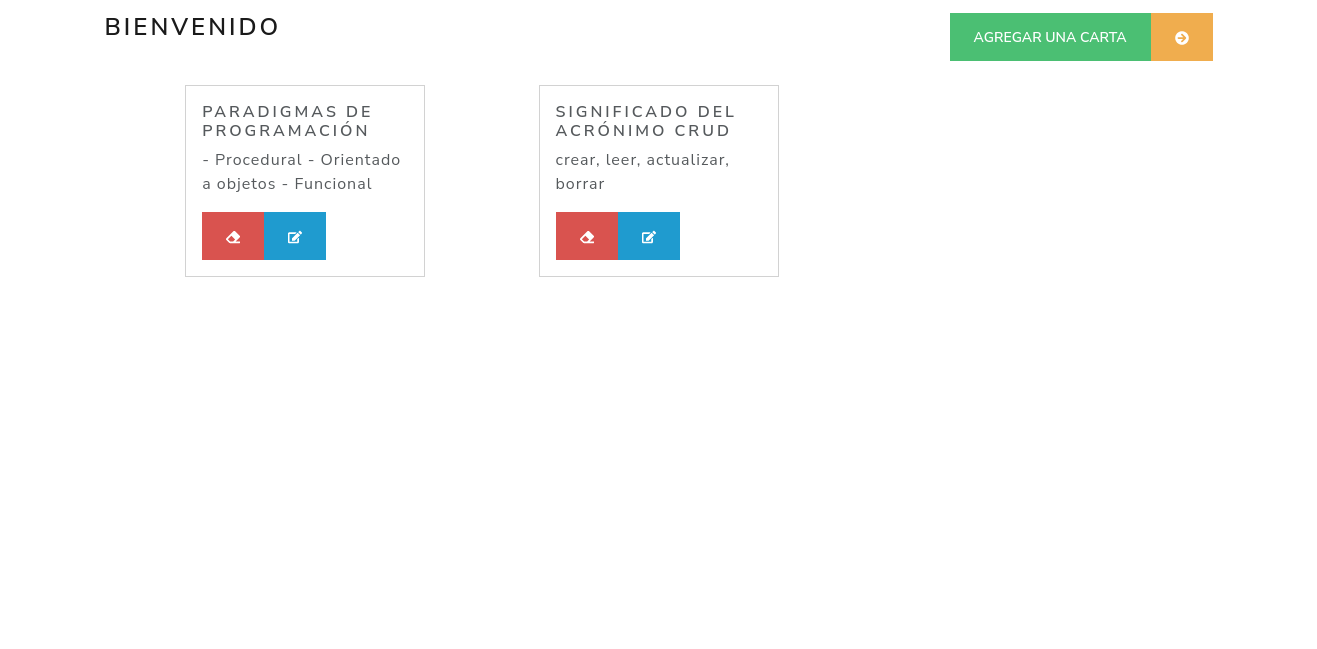 BIENVENIDO
AGREGAR UNA CARTA
PARADIGMAS DE
PROGRAMACIÓN
- Procedural - Orientado
a objetos - Funcional
SIGNIFICADO DEL
ACRÓNIMO CRUD
crear, leer, actualizar,
borrar